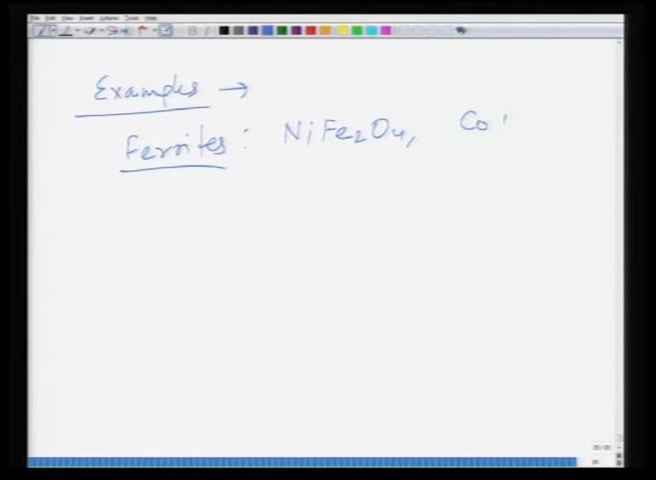 Examples →
Ferrites : NiFe₂O₄, Co